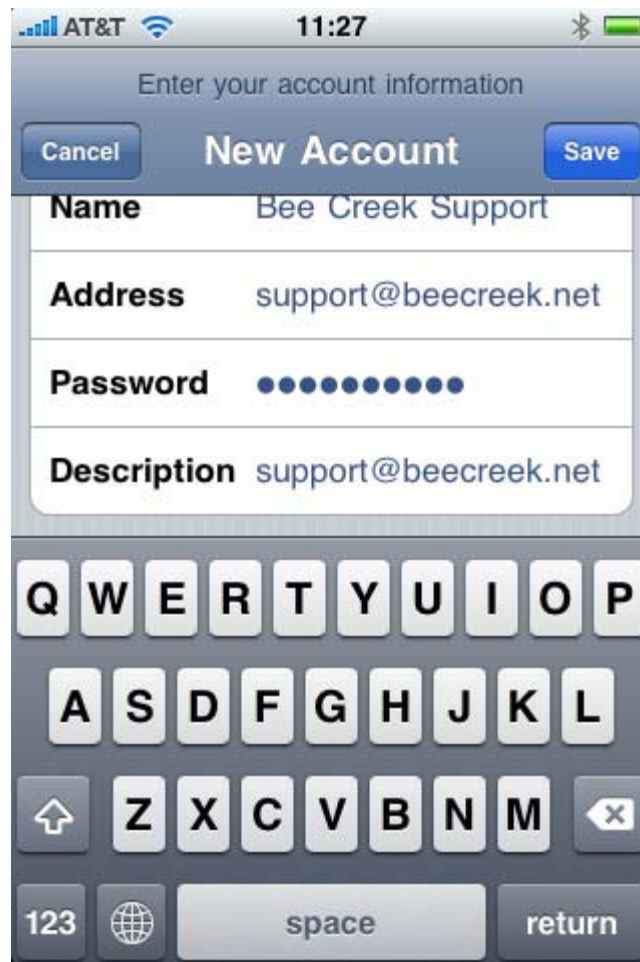 AT&T 11:27
Enter your account information
Cancel New Account Save
Name Bee Creek Support
Address support@beecreek.net
Password ●●●●●●●●●●
Description support@beecreek.net
Q W E R T Y U I O P
A S D F G H J K L
Z X C V B N M
123 space return